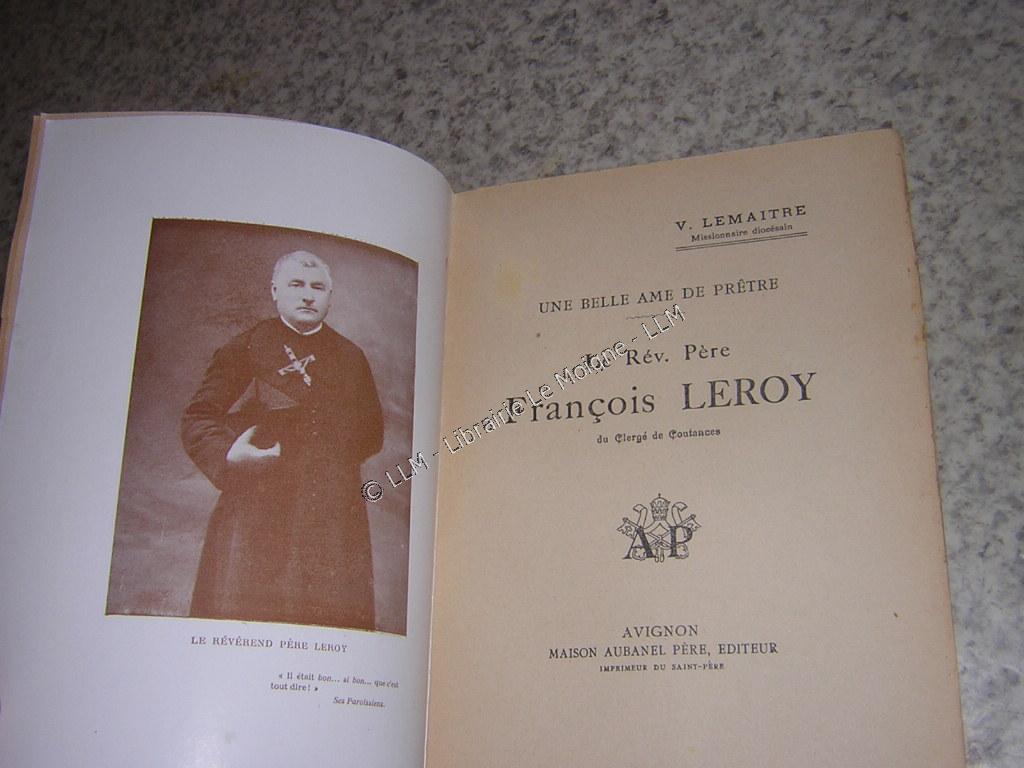 LE RÉVÉREND PÈRE LEROY
« Il était bon... si bon... que c'est
tout dire ! »
Ses Paroissiens.
V. LEMAITRE
Missionnaire diocésain
UNE BELLE AME DE PRÊTRE
Le Rév. Père
François LEROY
du Clergé de Coutances
AP
AVIGNON
MAISON AUBANEL PÈRE, EDITEUR
IMPRIMEUR DU SAINT-PÈRE
© LLM - Librairie Le Moigne - LLM